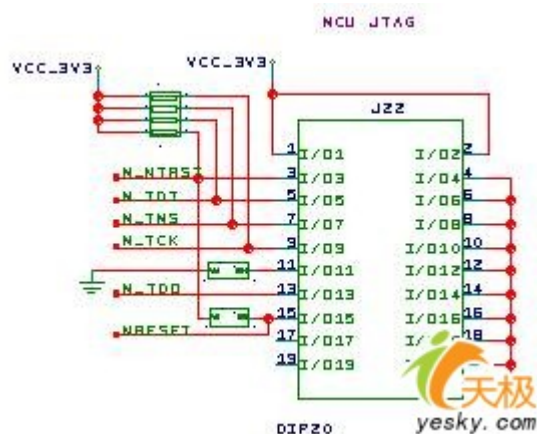 NCU JTAG
VCC_3V3
VCC_3V3
J22
1 I/O1 I/O2 2
N_NTRST 3 I/O3 I/O4 4
N_TDI 5 I/O5 I/O6 6
N_TMS 7 I/O7 I/O8 8
N_TCK 9 I/O9 I/O10 10
11 I/O11 I/O12 12
N_TDO 13 I/O13 I/O14 14
15 I/O15 I/O16 16
NRESET 17 I/O17 18
19 I/O19
DIP20
天极
yesky.com